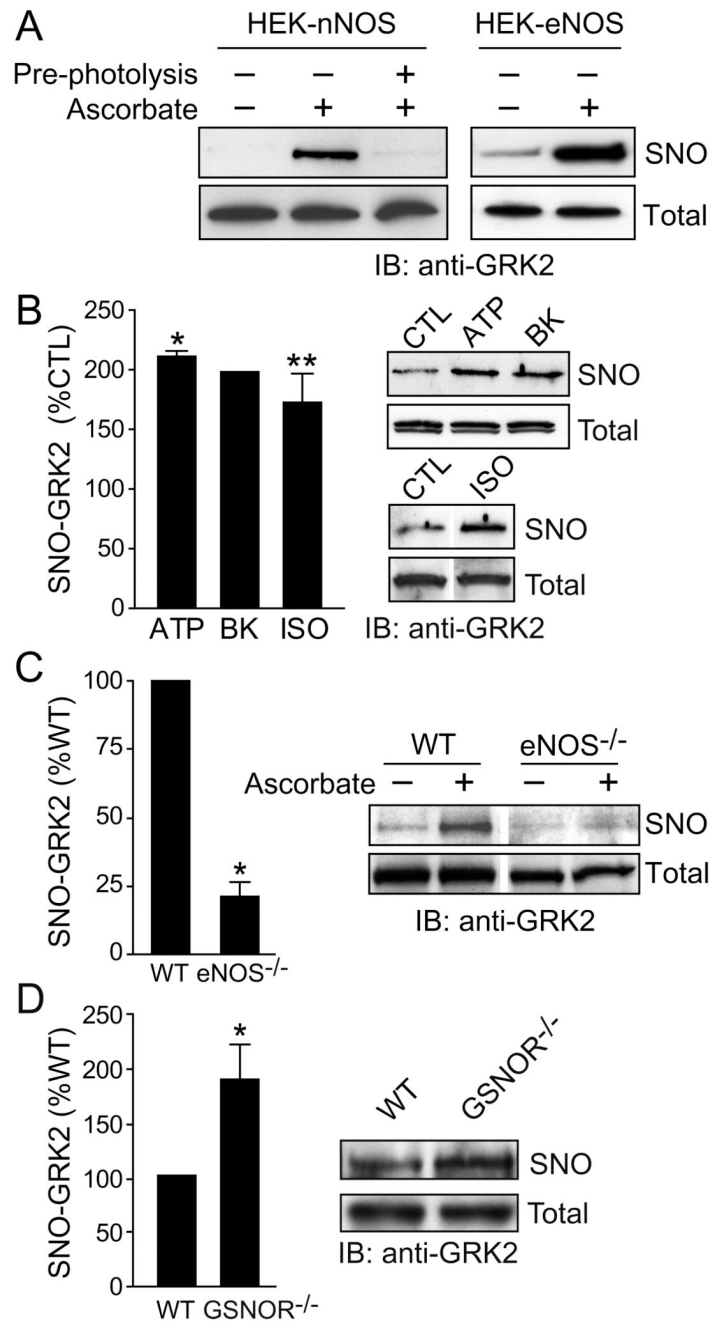 A
HEK-nNOS HEK-eNOS
Pre-photolysis − − + − −
Ascorbate − + + − +
SNO
Total
IB: anti-GRK2
B
SNO-GRK2 (%CTL)
250
200
150
100
50
0
* **
ATP BK ISO
CTL ATP BK
SNO
Total
CTL ISO
SNO
Total
IB: anti-GRK2
C
SNO-GRK2 (%WT)
100
75
50
25
0
*
WT eNOS-/-
WT eNOS-/-
Ascorbate − + − +
SNO
Total
IB: anti-GRK2
D
SNO-GRK2 (%WT)
250
200
150
100
50
0
*
WT GSNOR-/-
WT GSNOR-/-
SNO
Total
IB: anti-GRK2